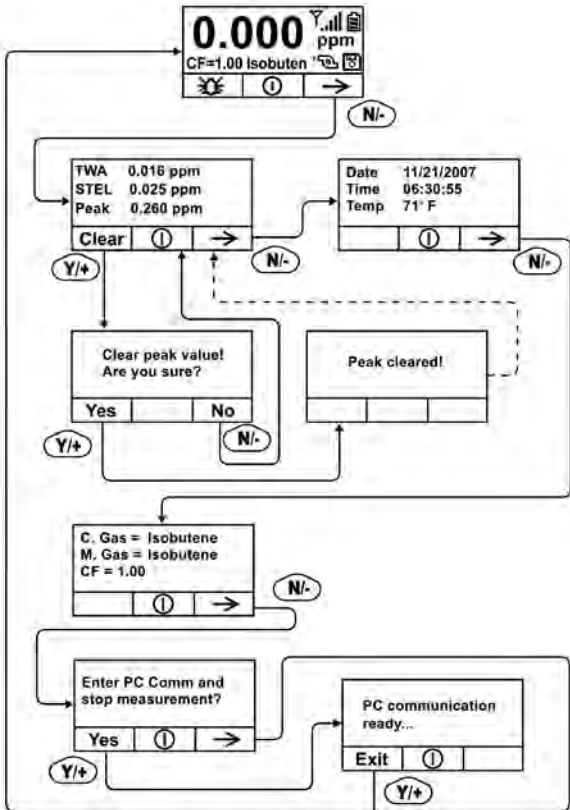 0.000 ppm
CF=1.00 Isobuten
N/-
TWA 0.016 ppm
STEL 0.025 ppm
Peak 0.260 ppm
Clear
N/-
Y/+
Date 11/21/2007
Time 06:30:55
Temp 71° F
N/-
Clear peak value!
Are you sure?
Yes No
Y/+
N/-
Peak cleared!
C. Gas = Isobutene
M. Gas = Isobutene
CF = 1.00
N/-
Enter PC Comm and
stop measurement?
Yes
Y/+
PC communication
ready...
Exit
Y/+